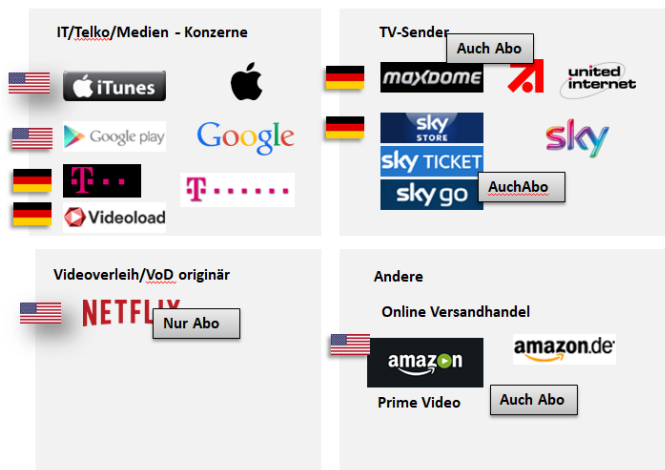 IT/Telko/Medien - Konzerne
iTunes
Google play
Google
T
Videoload
T
TV-Sender
Auch Abo
maxdome
united
internet
sky
STORE
sky TICKET
sky go
sky
AuchAbo
Videoverleih/VoD originär
NETFLIX
Nur Abo
Andere
Online Versandhandel
amazon
amazon.de
Prime Video
Auch Abo